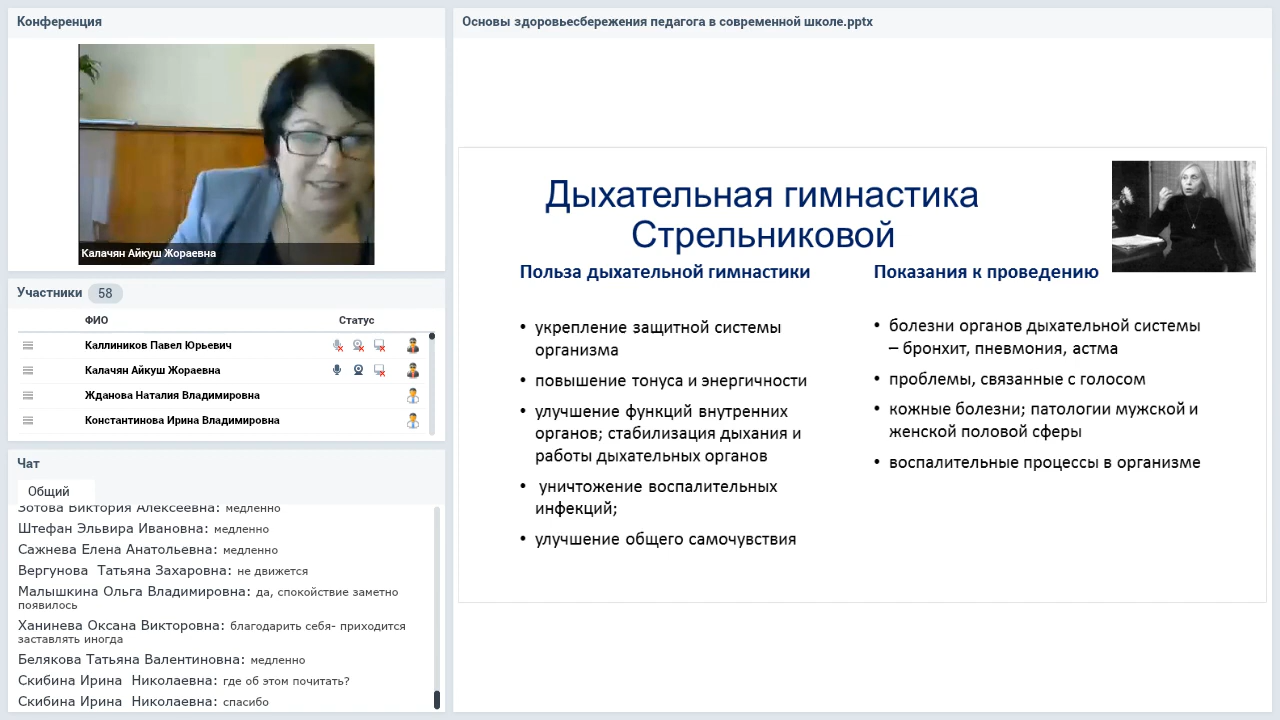 Конференция
Калачян Айкуш Жораевна
Участники 58
ФИО Статус
Каллиников Павел Юрьевич
Калачян Айкуш Жораевна
Жданова Наталия Владимировна
Константинова Ирина Владимировна
Чат
Общий
Зотова Виктория Алексеевна: медленно
Штефан Эльвира Ивановна: медленно
Сажнева Елена Анатольевна: медленно
Вергунова Татьяна Захаровна: не движется
Малышкина Ольга Владимировна: да, спокойствие заметно
появилось
Ханинева Оксана Викторовна: благодарить себя- приходится
заставлять иногда
Белякова Татьяна Валентиновна: медленно
Скибина Ирина Николаевна: где об этом почитать?
Скибина Ирина Николаевна: спасибо
Основы здоровьесбережения педагога в современной школе.pptx
Дыхательная гимнастика
Стрельниковой
Польза дыхательной гимнастики
• укрепление защитной системы
организма
• повышение тонуса и энергичности
• улучшение функций внутренних
органов; стабилизация дыхания и
работы дыхательных органов
• уничтожение воспалительных
инфекций;
• улучшение общего самочувствия
Показания к проведению
• болезни органов дыхательной системы
– бронхит, пневмония, астма
• проблемы, связанные с голосом
• кожные болезни; патологии мужской и
женской половой сферы
• воспалительные процессы в организме